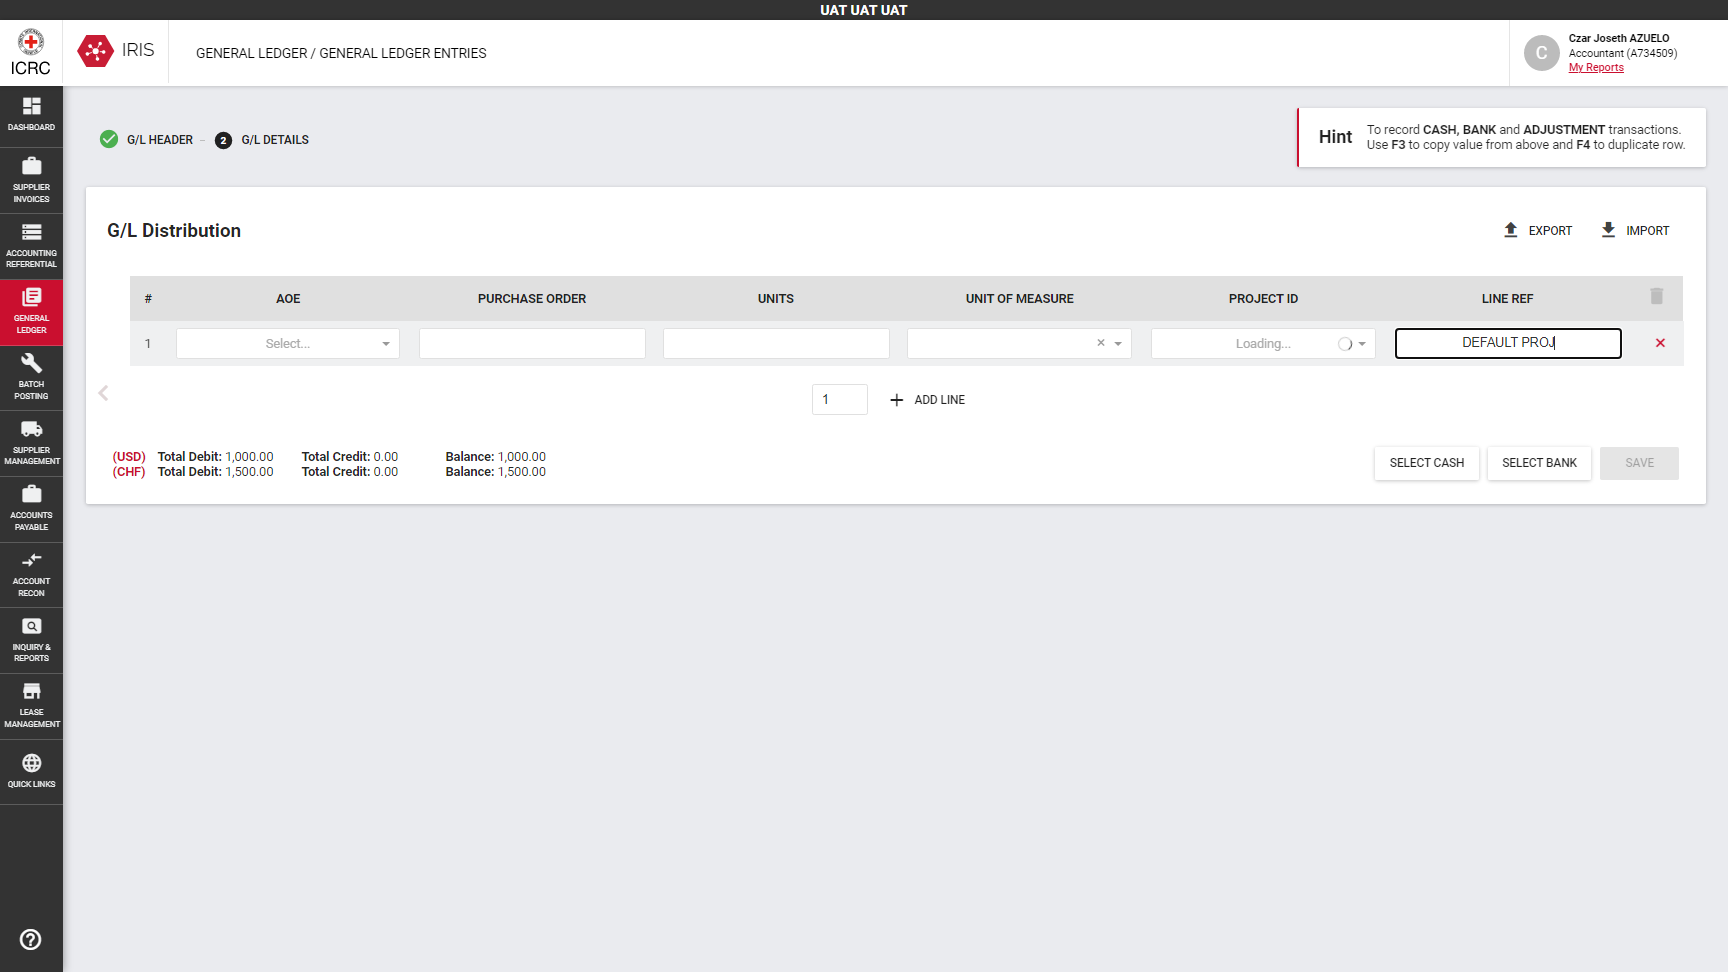 UAT UAT UAT
ICRC
IRIS
GENERAL LEDGER / GENERAL LEDGER ENTRIES
C
Czar Joseth AZUELO
Accountant (A734509)
My Reports
DASHBOARD
SUPPLIER
INVOICES
ACCOUNTING
REFERENTIAL
GENERAL
LEDGER
BATCH
POSTING
SUPPLIER
MANAGEMENT
ACCOUNTS
PAYABLE
ACCOUNT
RECON
INQUIRY &
REPORTS
LEASE
MANAGEMENT
QUICK LINKS
G/L HEADER
2 G/L DETAILS
Hint
To record CASH, BANK and ADJUSTMENT transactions.
Use F3 to copy value from above and F4 to duplicate row.
G/L Distribution
EXPORT
IMPORT
# AOE PURCHASE ORDER UNITS UNIT OF MEASURE PROJECT ID LINE REF
1 Select... × Loading... DEFAULT PROJ ×
1
+ ADD LINE
(USD) Total Debit: 1,000.00 Total Credit: 0.00 Balance: 1,000.00
(CHF) Total Debit: 1,500.00 Total Credit: 0.00 Balance: 1,500.00
SELECT CASH
SELECT BANK
SAVE